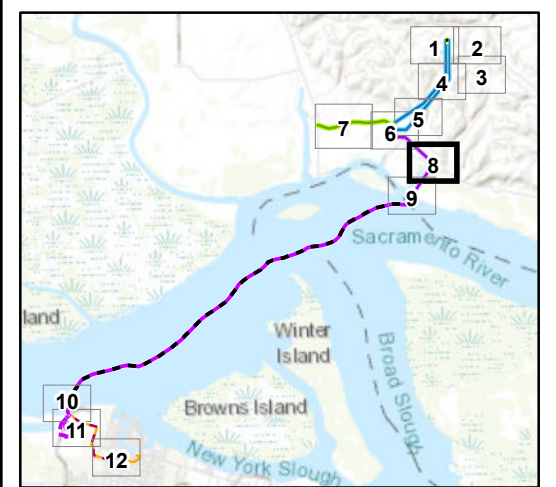 1 2
4 3
5
7 6
8
9
Sacramento River
land
Winter
Island
Broad Slough
10
Browns Island
11
12
New York Slough